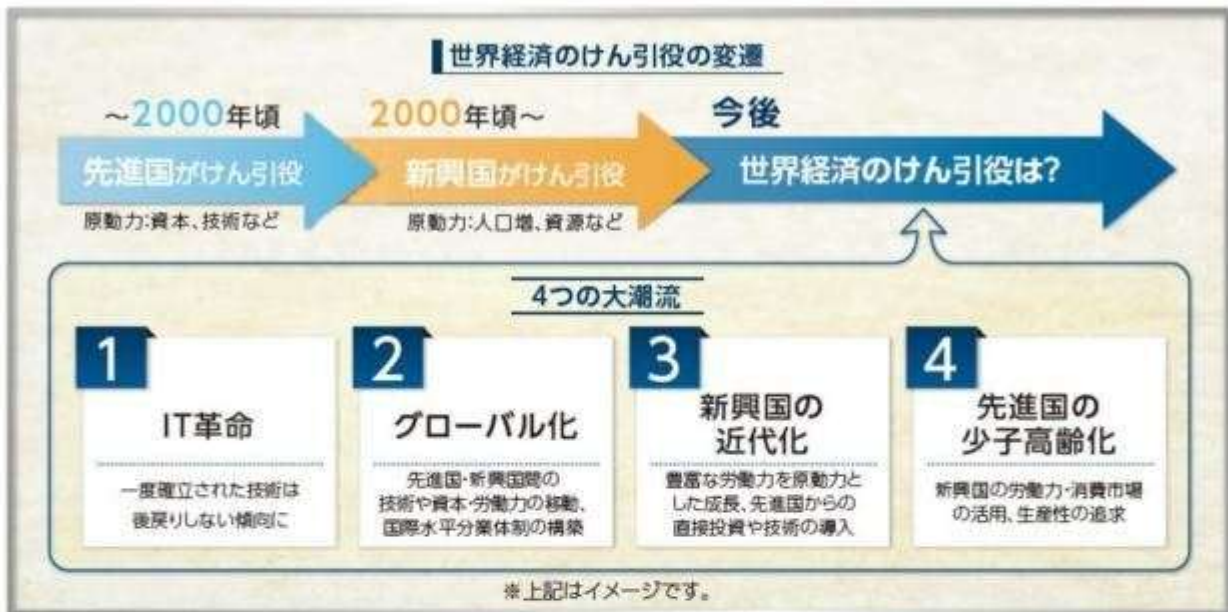 世界経済のけん引役の変遷
～2000年頃
2000年頃～
今後
先進国がけん引役
新興国がけん引役
世界経済のけん引役は?
原動力:資本、技術など
原動力:人口増、資源など
4つの大潮流
1
IT革命
一度確立された技術は
後戻りしない傾向に
2
グローバル化
先進国・新興国間の
技術や資本・労働力の移動、
国際水平分業体制の構築
3
新興国の
近代化
豊富な労働力を原動力と
した成長、先進国からの
直接投資や技術の導入
4
先進国の
少子高齢化
新興国の労働力・消費市場
の活用、生産性の追求
※上記はイメージです。